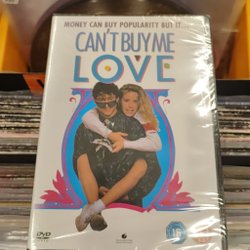 MONEY CAN BUY POPULARITY BUT IT...
CAN'T BUY ME
LOVE
DVD